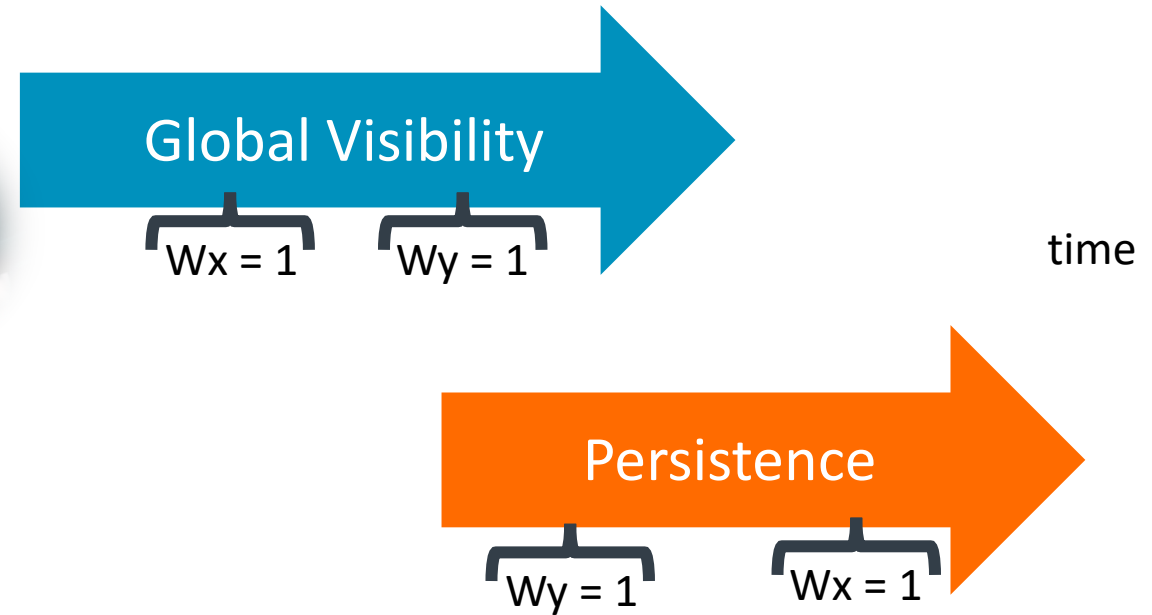 Global Visibility
Wx = 1 Wy = 1
time
Persistence
Wy = 1 Wx = 1